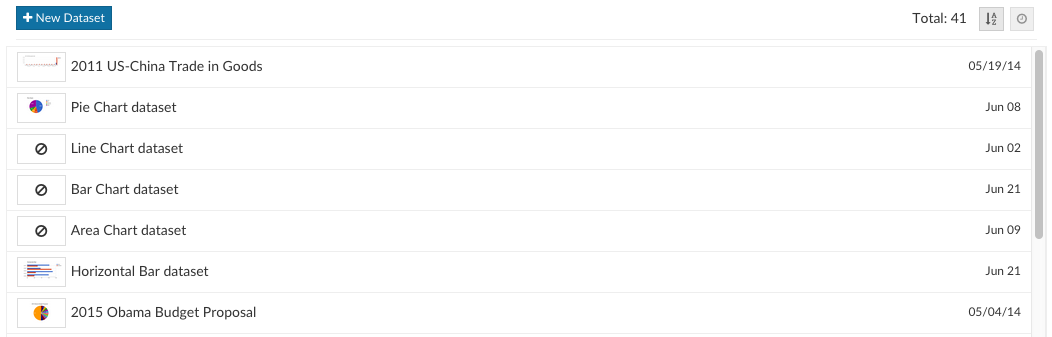 + New Dataset
Total: 41
2011 US-China Trade in Goods 05/19/14
Pie Chart dataset Jun 08
Line Chart dataset Jun 02
Bar Chart dataset Jun 21
Area Chart dataset Jun 09
Horizontal Bar dataset Jun 21
2015 Obama Budget Proposal 05/04/14